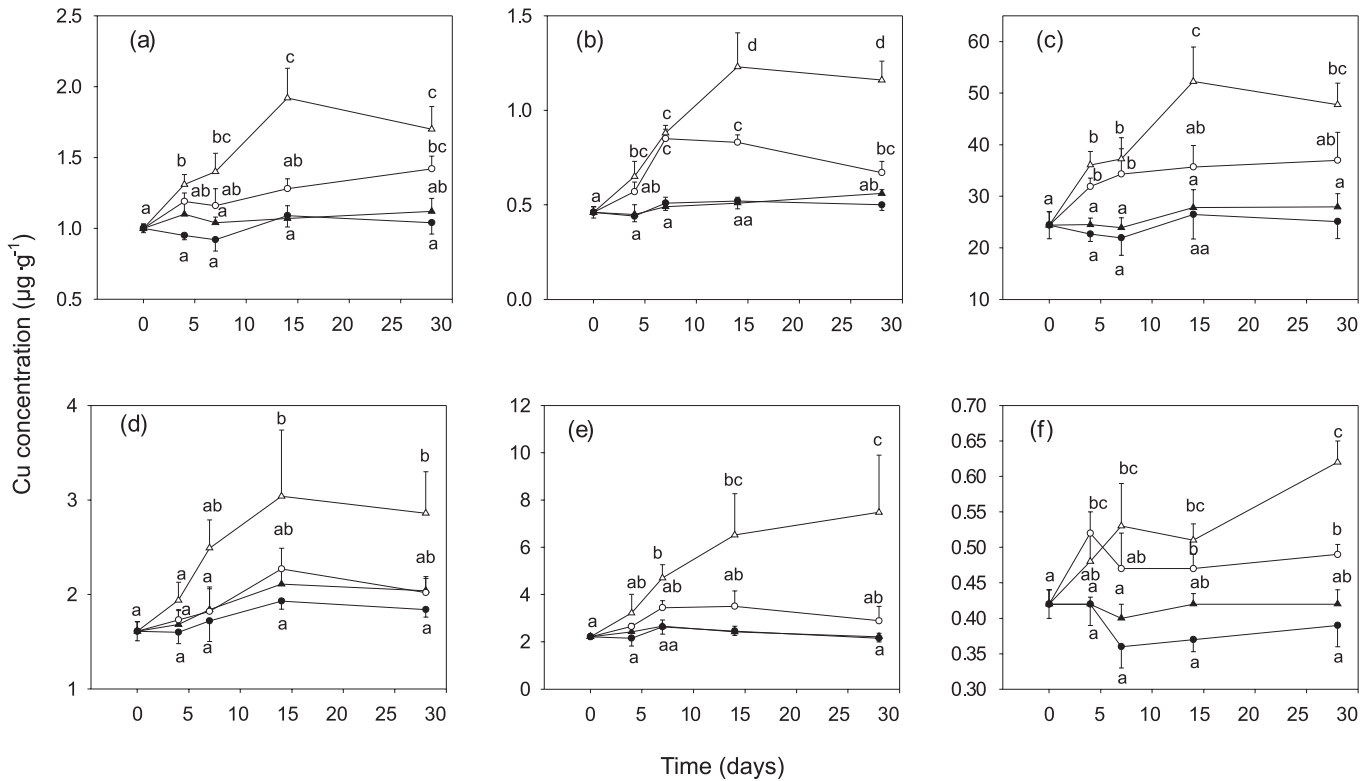 Cu concentration (µg·g⁻¹)
(a)
2.5
2.0
1.5
1.0
0.5
a
b
bc
c
c
ab
ab
ab
bc
a
ab
a
a
a
a
0 5 10 15 20 25 30
(b)
1.5
1.0
0.5
0.0
a
bc
c
d
d
ab
c
c
bc
ab
a
a
aa
a
0 5 10 15 20 25 30
(c)
60
50
40
30
20
10
a
b
b
c
bc
b
b
ab
ab
a
a
a
a
a
a
aa
a
0 5 10 15 20 25 30
(d)
4
3
2
1
a
a
ab
b
b
a
a
ab
ab
a
a
a
a
0 5 10 15 20 25 30
(e)
12
10
8
6
4
2
0
a
ab
b
bc
c
ab
ab
ab
a
aa
a
0 5 10 15 20 25 30
(f)
0.70
0.65
0.60
0.55
0.50
0.45
0.40
0.35
0.30
a
bc
bc
bc
c
ab
ab
b
b
a
ab
ab
a
a
a
a
0 5 10 15 20 25 30
Time (days)